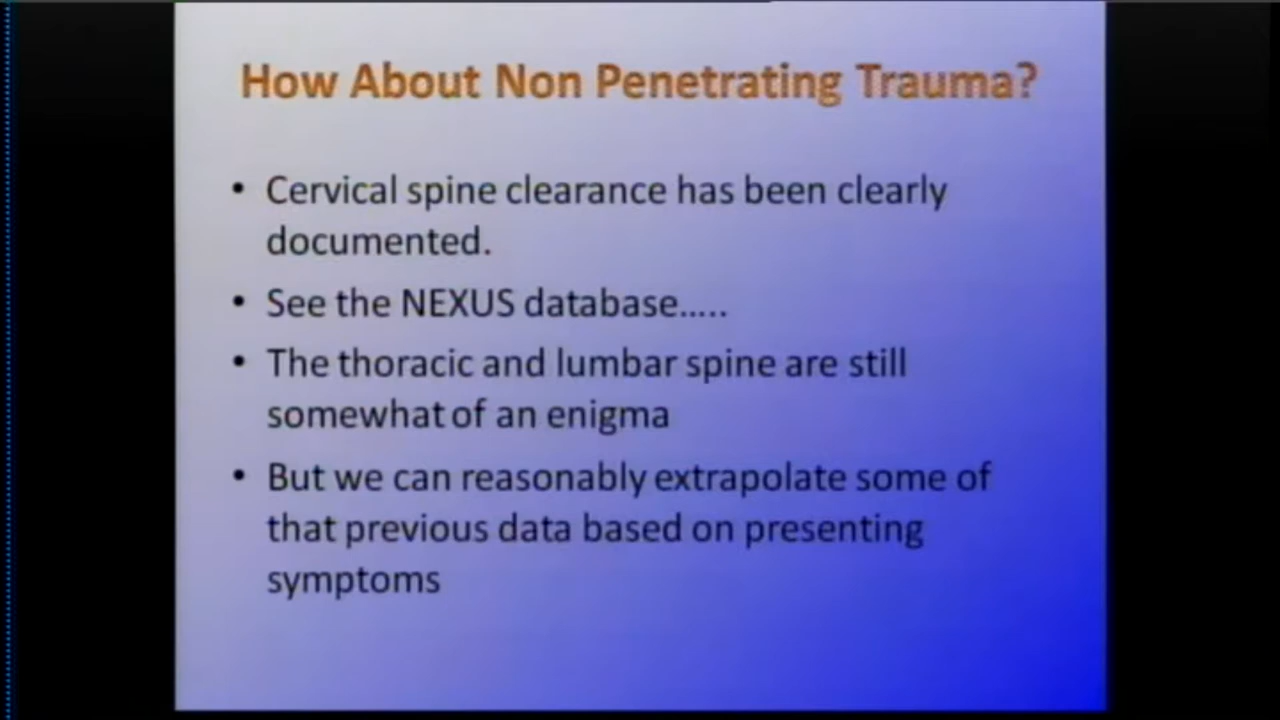 How About Non Penetrating Trauma?
• Cervical spine clearance has been clearly
documented.
• See the NEXUS database.....
• The thoracic and lumbar spine are still
somewhat of an enigma
• But we can reasonably extrapolate some of
that previous data based on presenting
symptoms